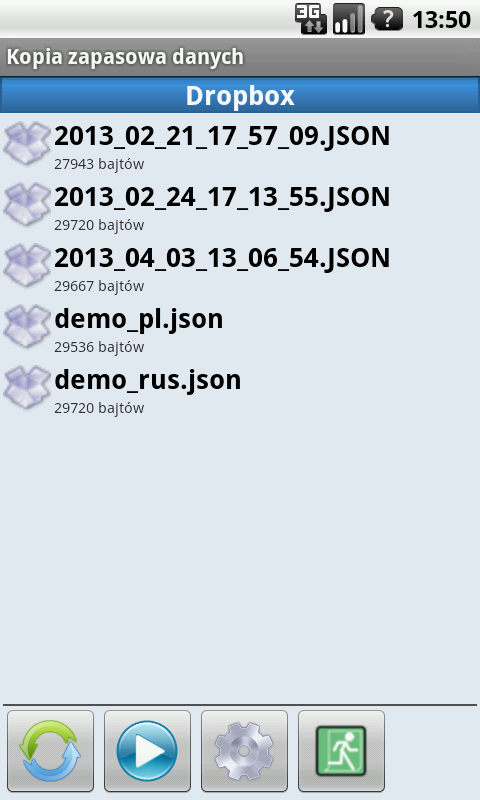 3G
?
13:50
Kopia zapasowa danych
Dropbox
2013_02_21_17_57_09.JSON
27943 bajtów
2013_02_24_17_13_55.JSON
29720 bajtów
2013_04_03_13_06_54.JSON
29667 bajtów
demo_pl.json
29536 bajtów
demo_rus.json
29720 bajtów